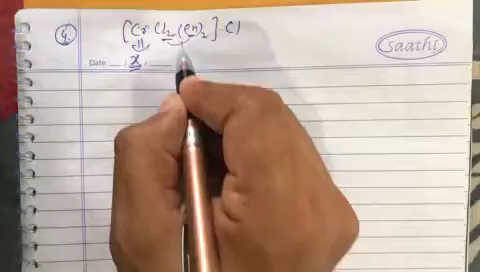 4. [Cr Cl₂ (en)₂] Cl
saathi
Date x